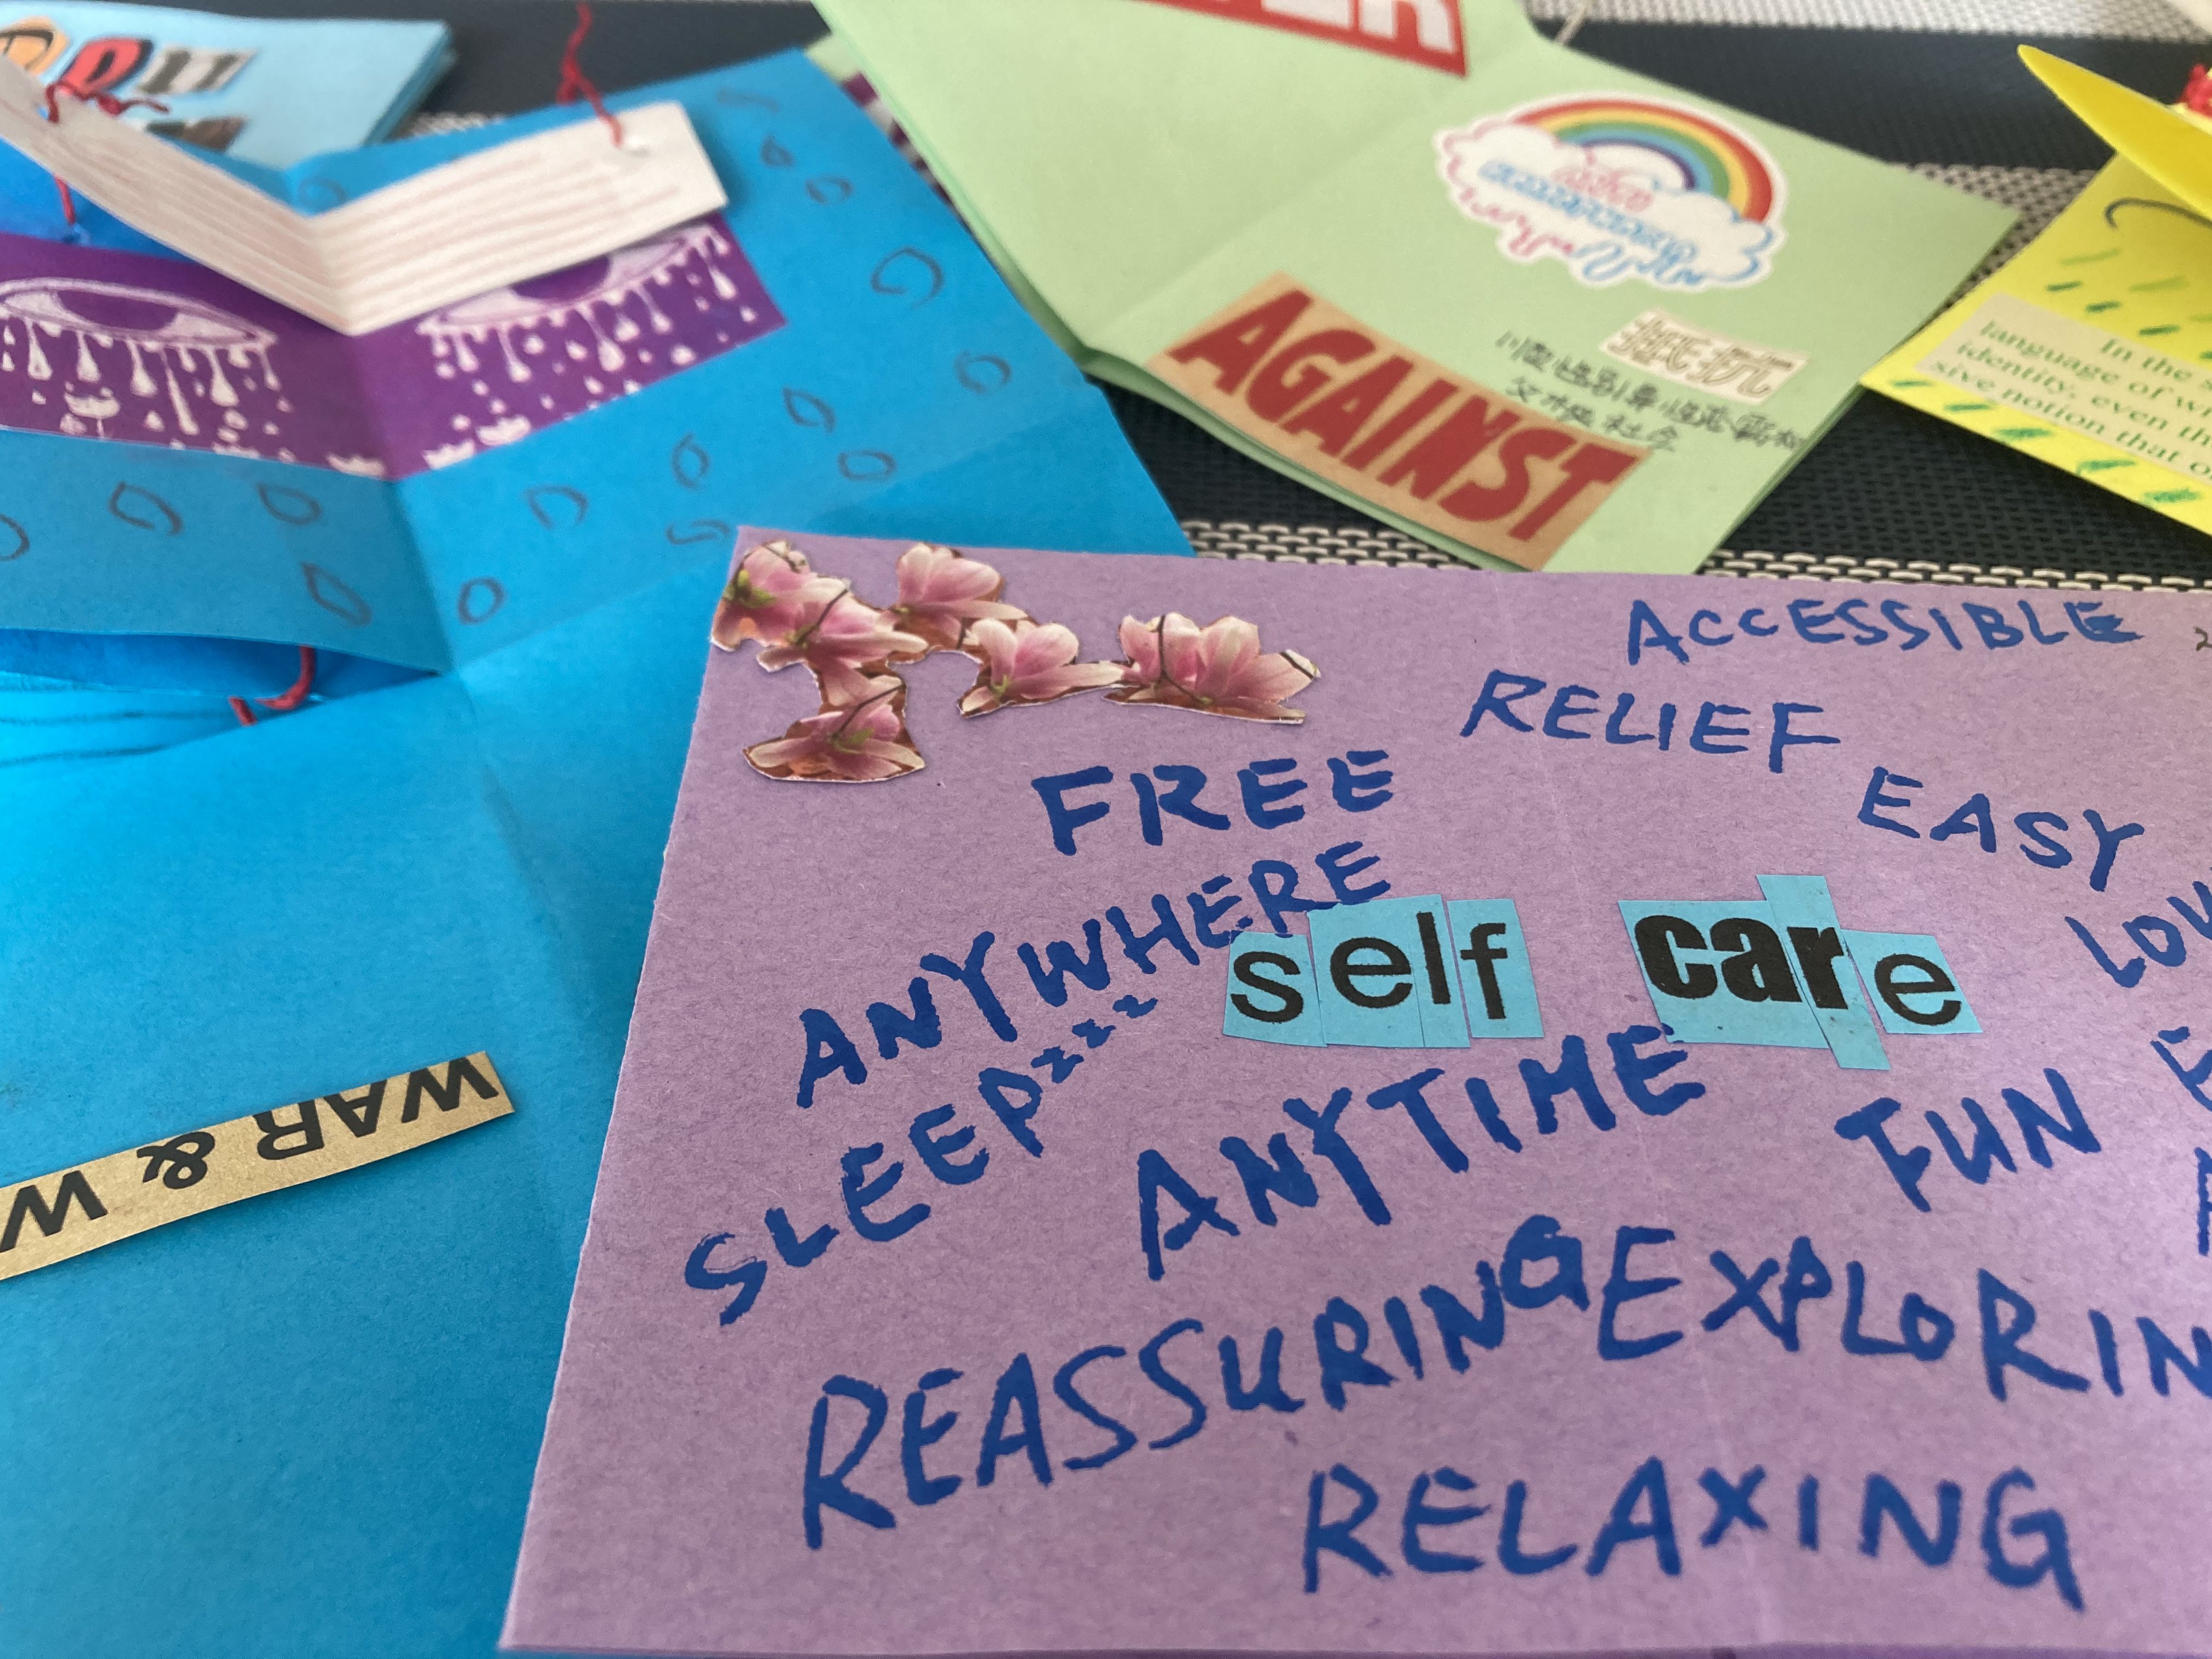 AGAINST
抵抗
In the
language of w
identity, even th
sive notion that o
ACCESSIBLE
RELIEF
FREE
EASY
ANYWHERE
LOV
self care
SLEEPzzz
ANYTIME
FUN
WAR & W
REASSURING
EXPLORIN
RELAXING